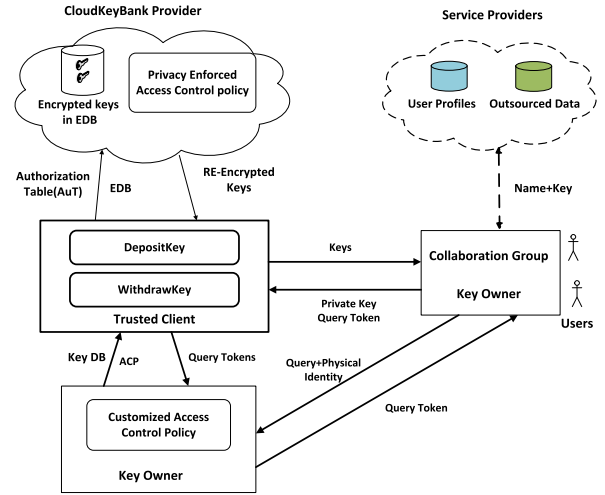 CloudKeyBank Provider
Service Providers
Encrypted keys
in EDB
Privacy Enforced
Access Control policy
User Profiles
Outsourced Data
Authorization
Table(AuT)
EDB
RE-Encrypted
Keys
Name+Key
DepositKey
WithdrawKey
Trusted Client
Keys
Private Key
Query Token
Collaboration Group
Key Owner
Users
Key DB
ACP
Query Tokens
Query+Physical
Identity
Query Token
Customized Access
Control Policy
Key Owner